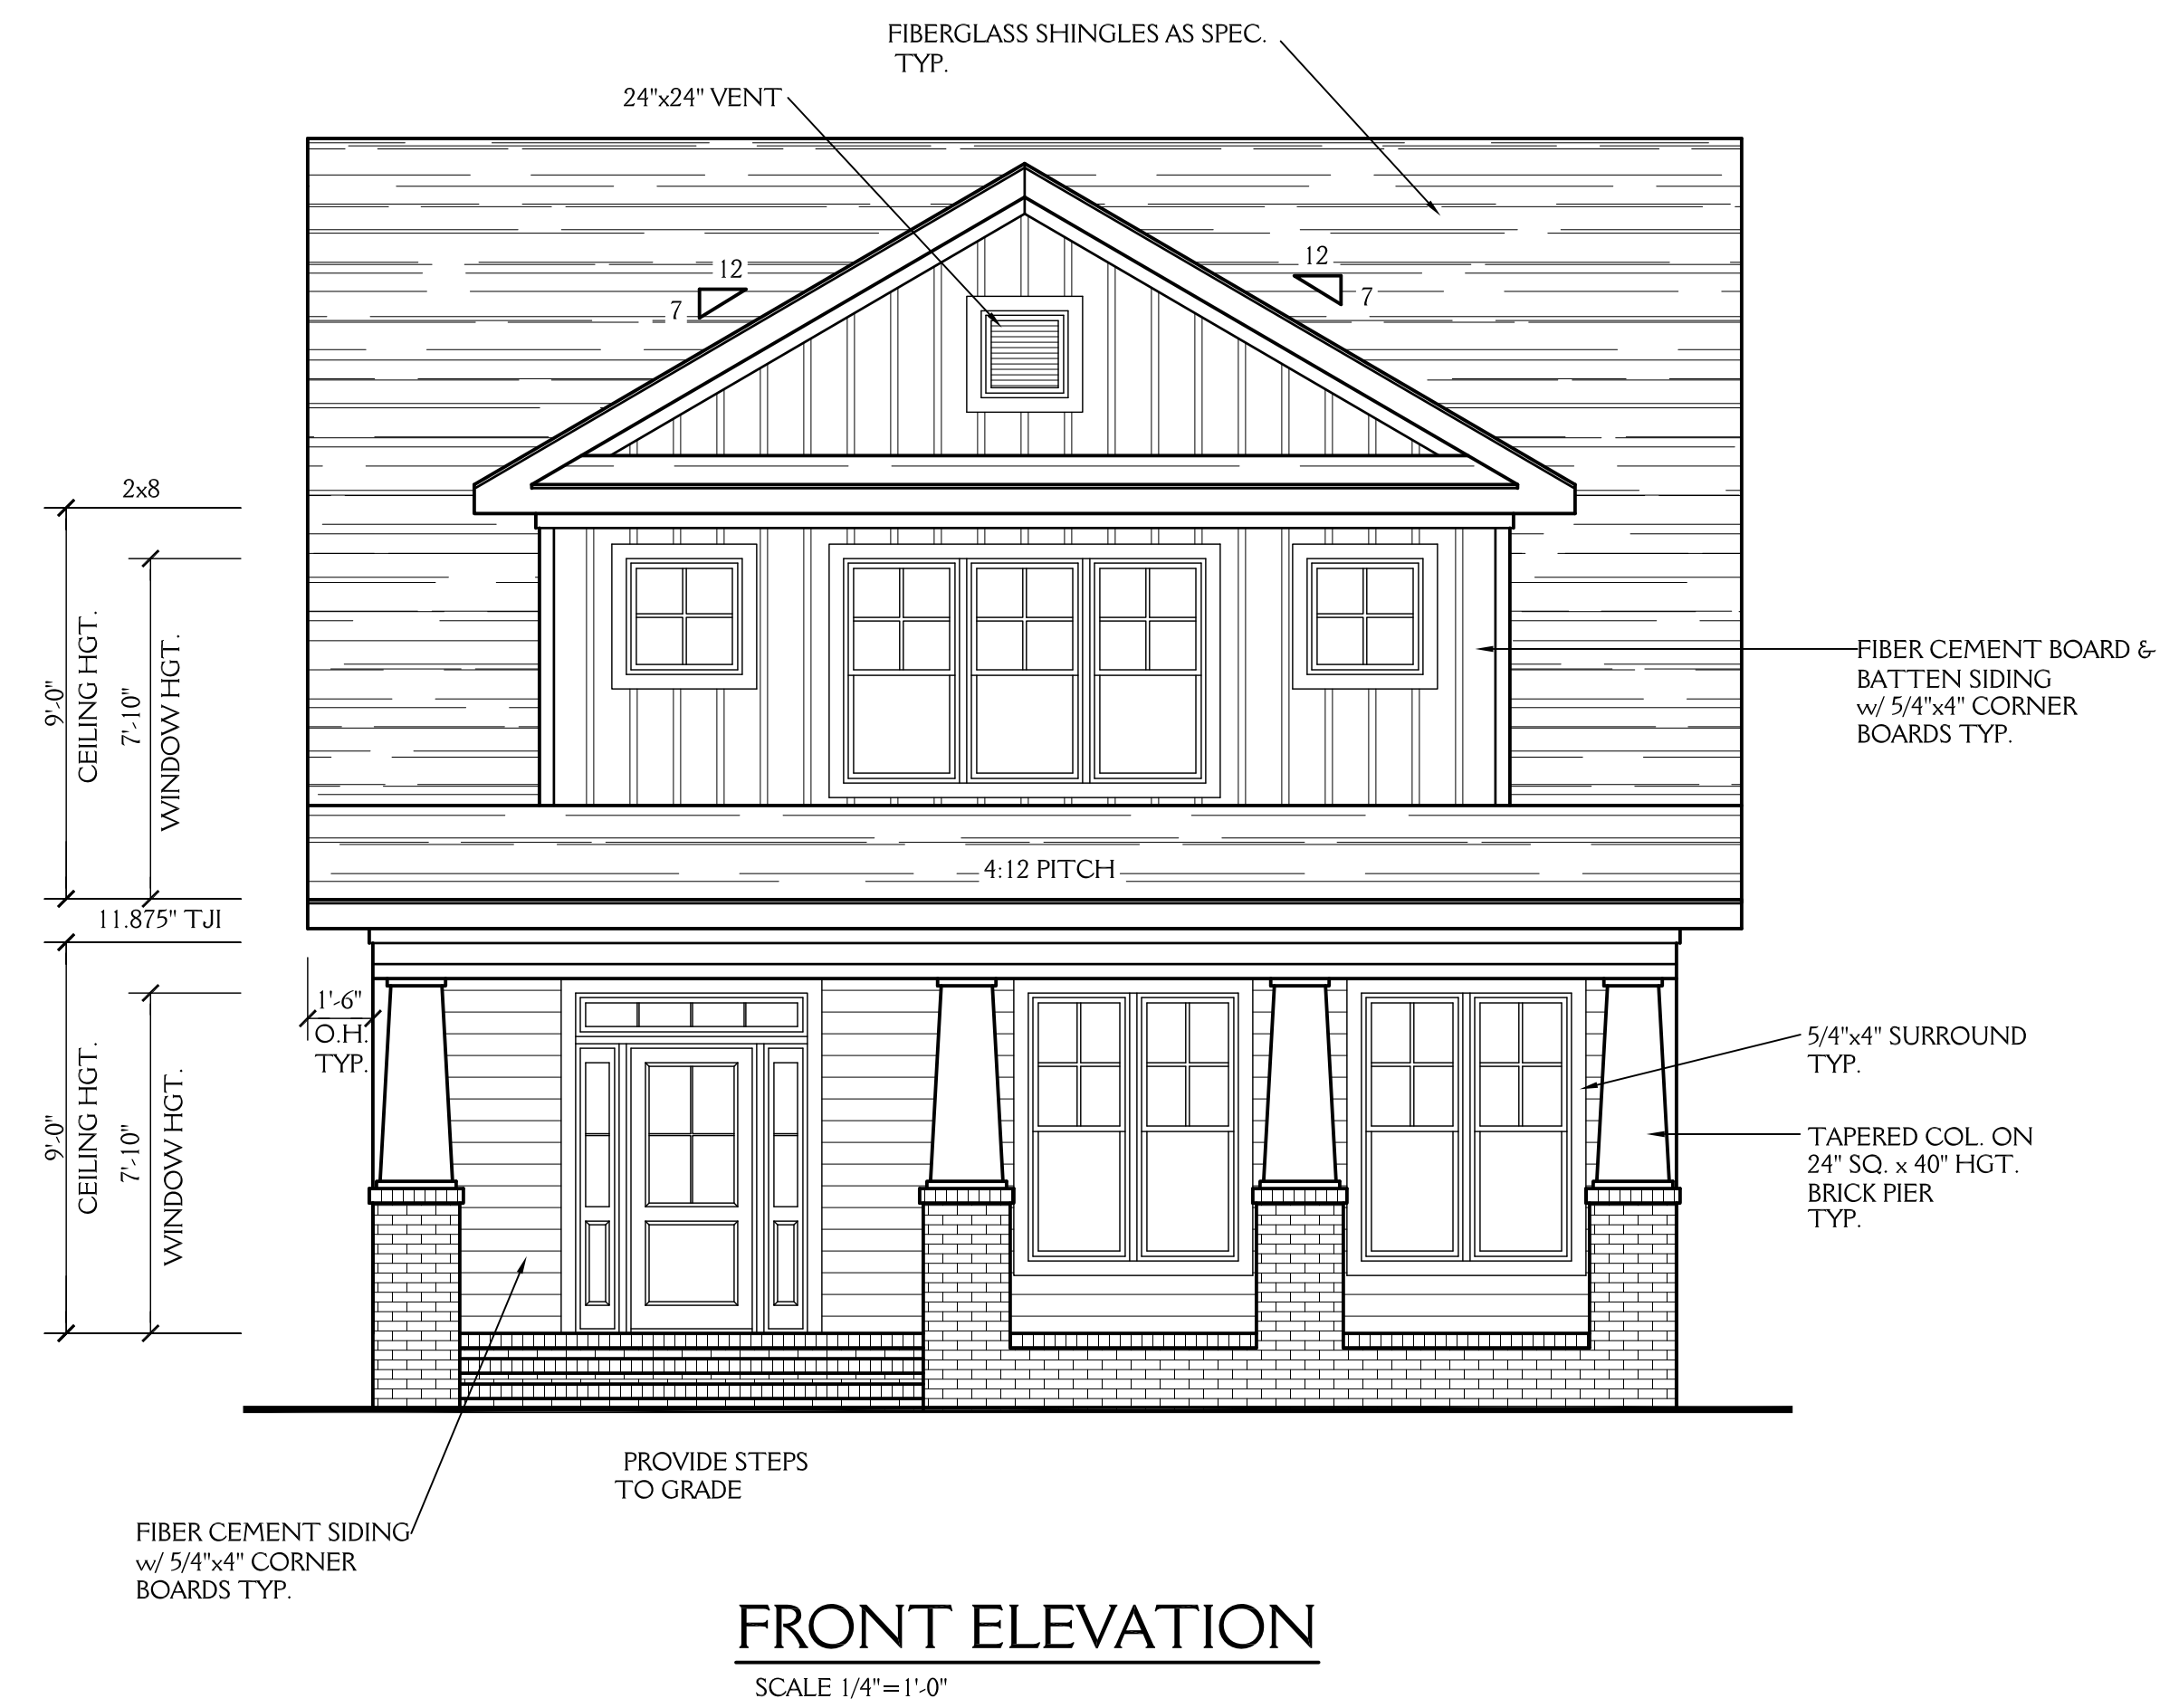 FIBERGLASS SHINGLES AS SPEC.
TYP.
24"x24" VENT
12
7
12
7
2x8
9'-0"
CEILING HGT.
7'-10"
WINDOW HGT.
FIBER CEMENT BOARD &
BATTEN SIDING
w/ 5/4"x4" CORNER
BOARDS TYP.
4:12 PITCH
11.875" TJI
1'-6"
O.H.
TYP.
9'-0"
CEILING HGT.
7'-10"
WINDOW HGT.
5/4"x4" SURROUND
TYP.
TAPERED COL. ON
24" SQ. x 40" HGT.
BRICK PIER
TYP.
PROVIDE STEPS
TO GRADE
FIBER CEMENT SIDING
w/ 5/4"x4" CORNER
BOARDS TYP.
FRONT ELEVATION
SCALE 1/4"=1'-0"